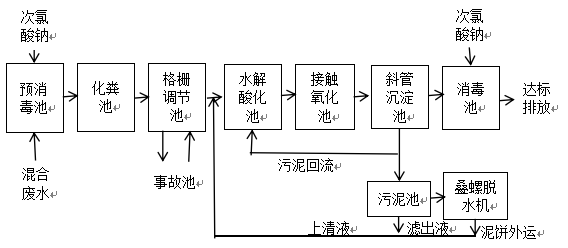 次氯
酸钠
次氯
酸钠
预消
毒池
化粪
池
格栅
调节
池
水解
酸化
池
接触
氧化
池
斜管
沉淀
池
消毒
池
达标
排放
混合
废水
事故池
污泥回流
污泥池
叠螺脱
水机
上清液
滤出液
泥饼外运